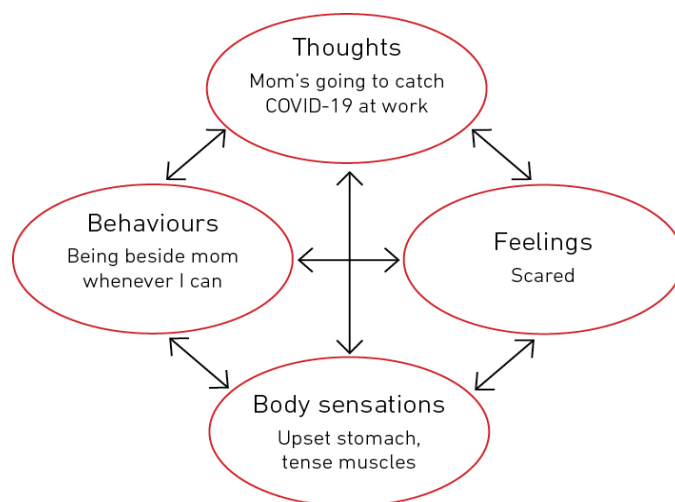 Thoughts
Mom's going to catch
COVID-19 at work
Behaviours
Being beside mom
whenever I can
Feelings
Scared
Body sensations
Upset stomach,
tense muscles